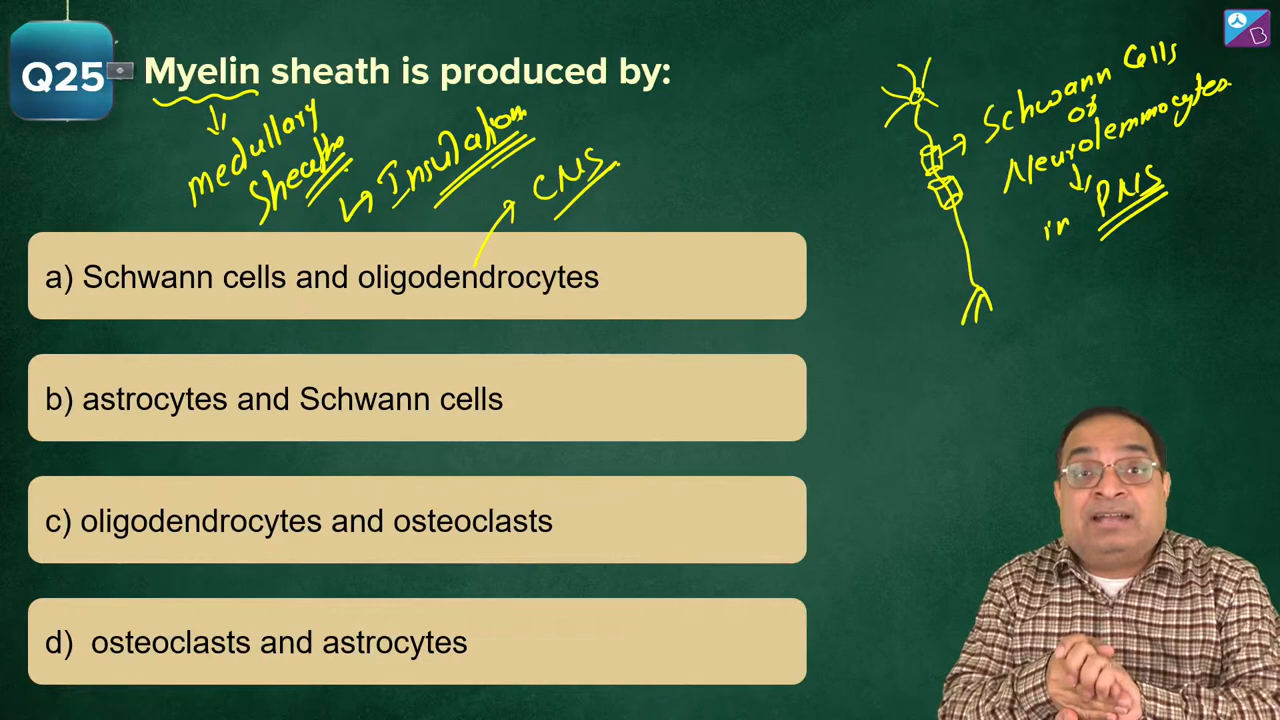 Q25
Myelin sheath is produced by:
medullary
Sheaths
Insulation
CNS
Schwann Cells
or
Neurolemmocytes
in PNS
a) Schwann cells and oligodendrocytes
b) astrocytes and Schwann cells
c) oligodendrocytes and osteoclasts
d) osteoclasts and astrocytes
B